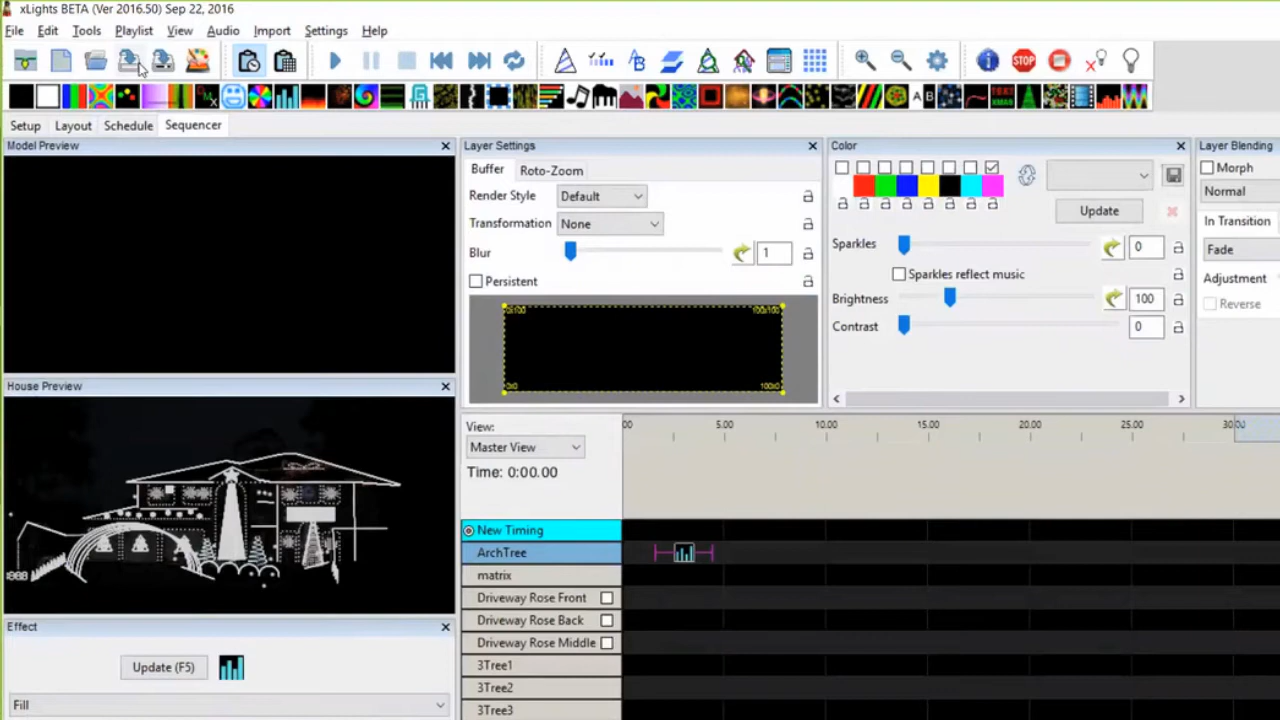 xLights BETA (Ver 2016.50) Sep 22, 2016
File Edit Tools Playlist View Audio Import Settings Help
Setup Layout Schedule Sequencer
Model Preview
House Preview
Effect
Update (F5)
Fill
Layer Settings
Buffer Roto-Zoom
Render Style Default
Transformation None
Blur 1
Persistent
0x100 100x100
0x0 100x0
Color
Update
Sparkles 0
Sparkles reflect music
Brightness 100
Contrast 0
Layer Blending
Morph
Normal
In Transition
Fade
Adjustment
Reverse
View:
Master View
Time: 0:00.00
00 5.00 10.00 15.00 20.00 25.00
New Timing
ArchTree
matrix
Driveway Rose Front
Driveway Rose Back
Driveway Rose Middle
3Tree1
3Tree2
3Tree3